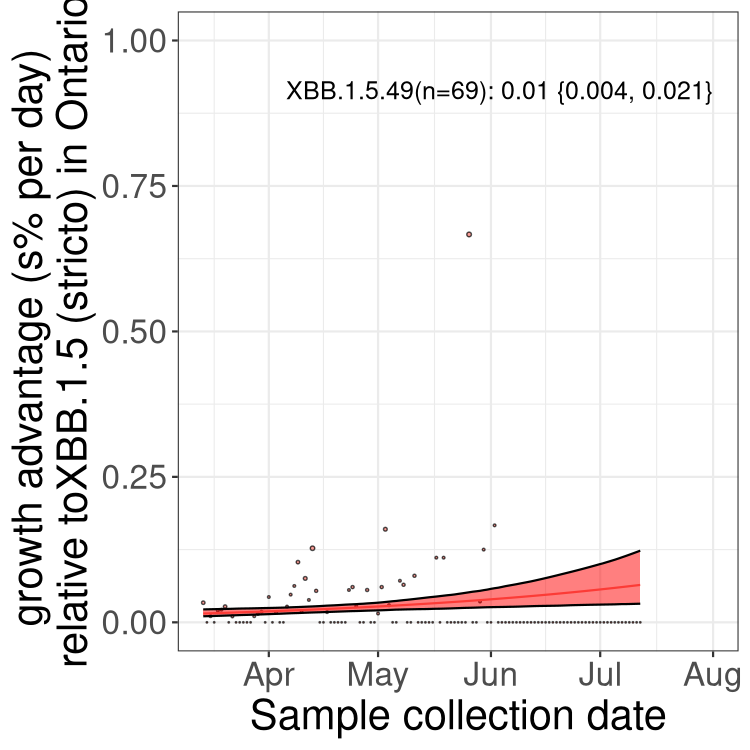 growth advantage (s% per day)
relative toXBB.1.5 (stricto) in Ontario
1.00
0.75
0.50
0.25
0.00
XBB.1.5.49(n=69): 0.01 {0.004, 0.021}
Apr May Jun Jul Aug
Sample collection date